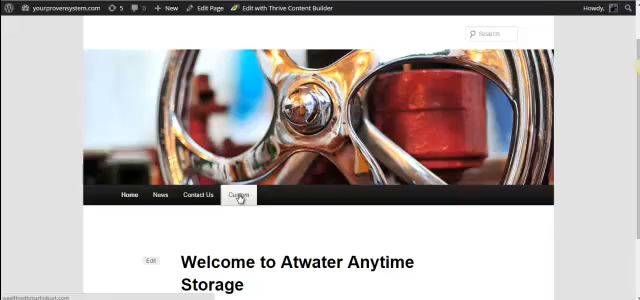 yourprovensystem.com 5 0 + New Edit Page Edit with Thrive Content Builder Howdy,
Search
Home News Contact Us Custom
Edit
Welcome to Atwater Anytime
Storage